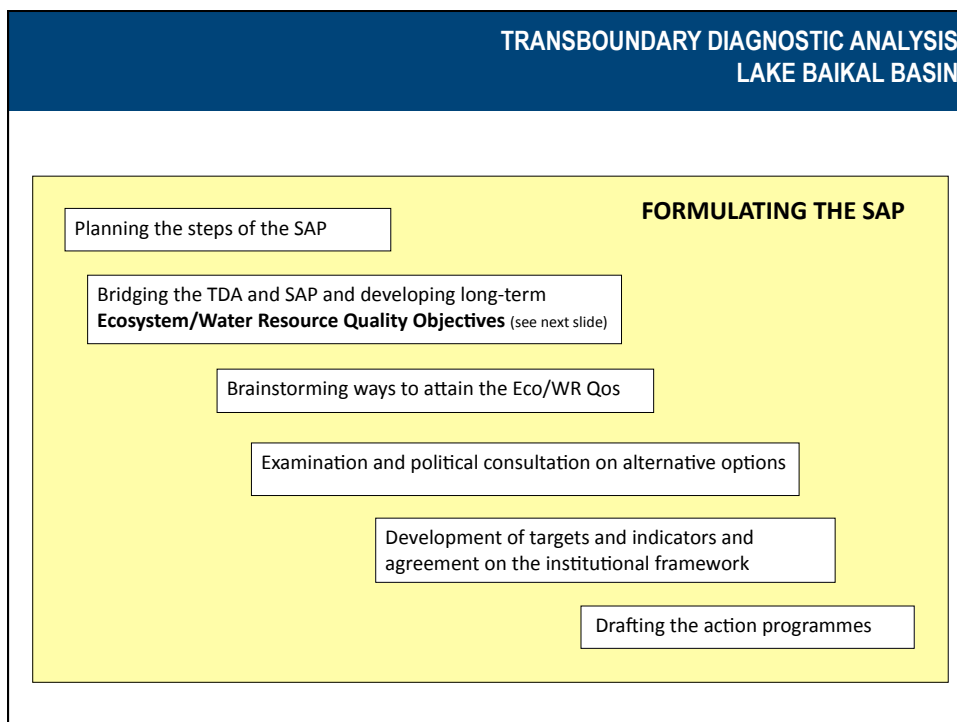 TRANSBOUNDARY DIAGNOSTIC ANALYSIS
LAKE BAIKAL BASIN
FORMULATING THE SAP
Planning the steps of the SAP
Bridging the TDA and SAP and developing long-term
Ecosystem/Water Resource Quality Objectives (see next slide)
Brainstorming ways to attain the Eco/WR Qos
Examination and political consultation on alternative options
Development of targets and indicators and
agreement on the institutional framework
Drafting the action programmes